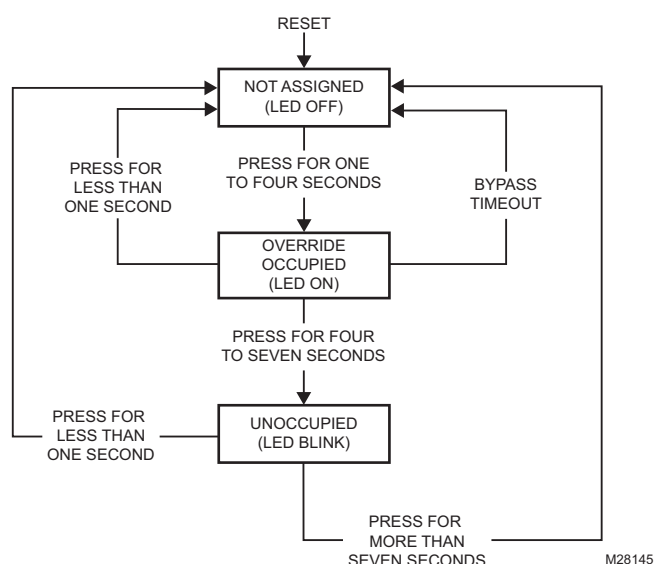 RESET
NOT ASSIGNED
(LED OFF)
PRESS FOR
LESS THAN
ONE SECOND
PRESS FOR ONE
TO FOUR SECONDS
BYPASS
TIMEOUT
OVERRIDE
OCCUPIED
(LED ON)
PRESS FOR FOUR
TO SEVEN SECONDS
PRESS FOR
LESS THAN
ONE SECOND
UNOCCUPIED
(LED BLINK)
PRESS FOR
MORE THAN
SEVEN SECONDS
M28145